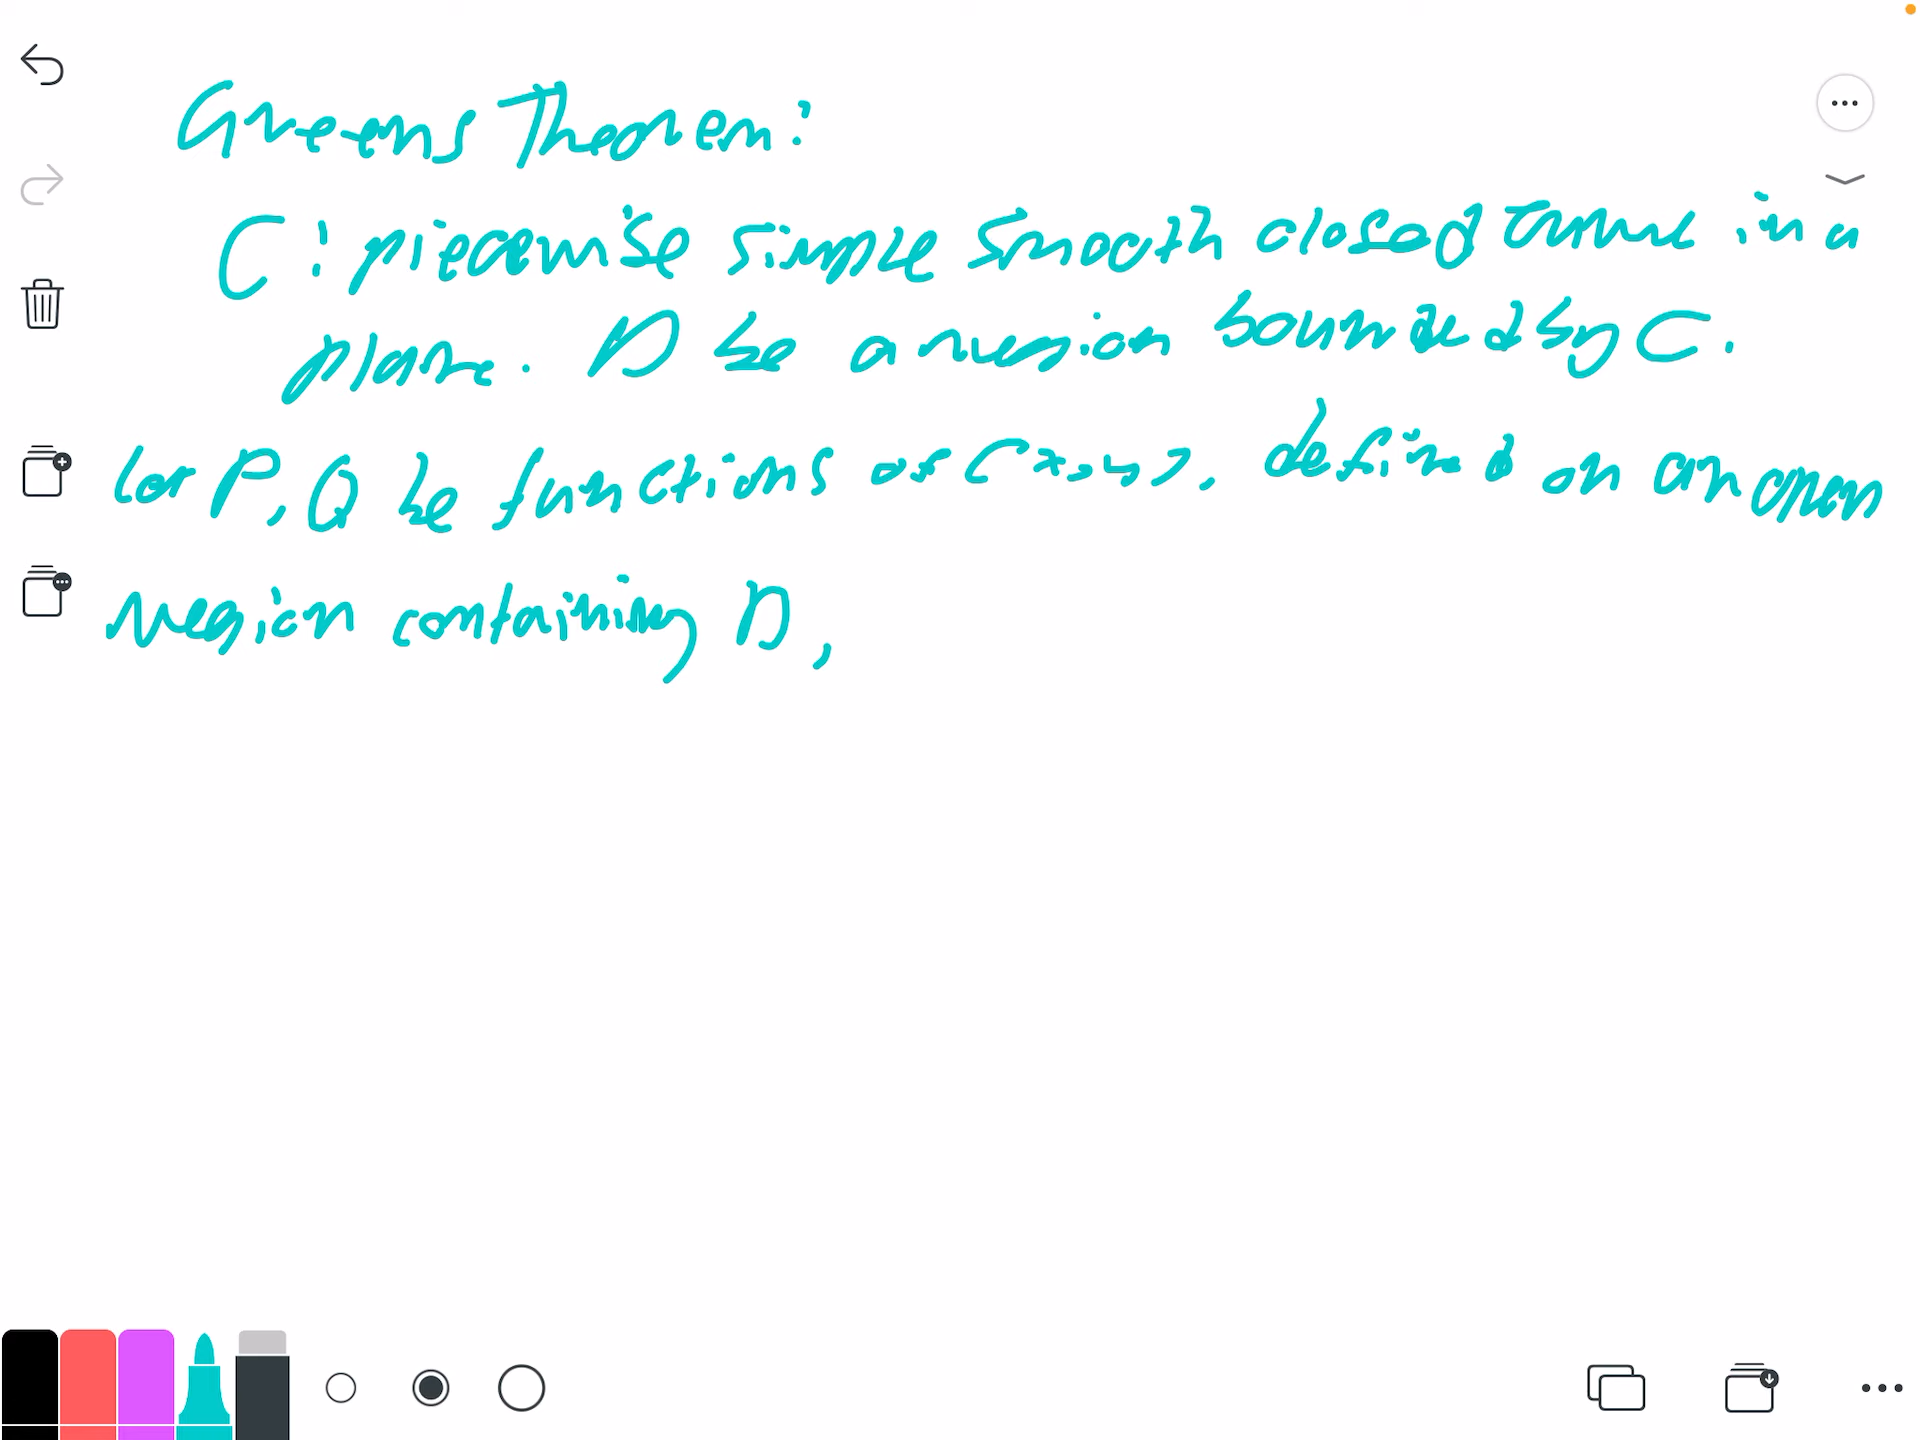 Greens Theorem:
C: piecewise simple smooth closed curve in a
plane. D be a region bounded by C.
let P, Q be functions of (x,y), defined on an open
region containing D,